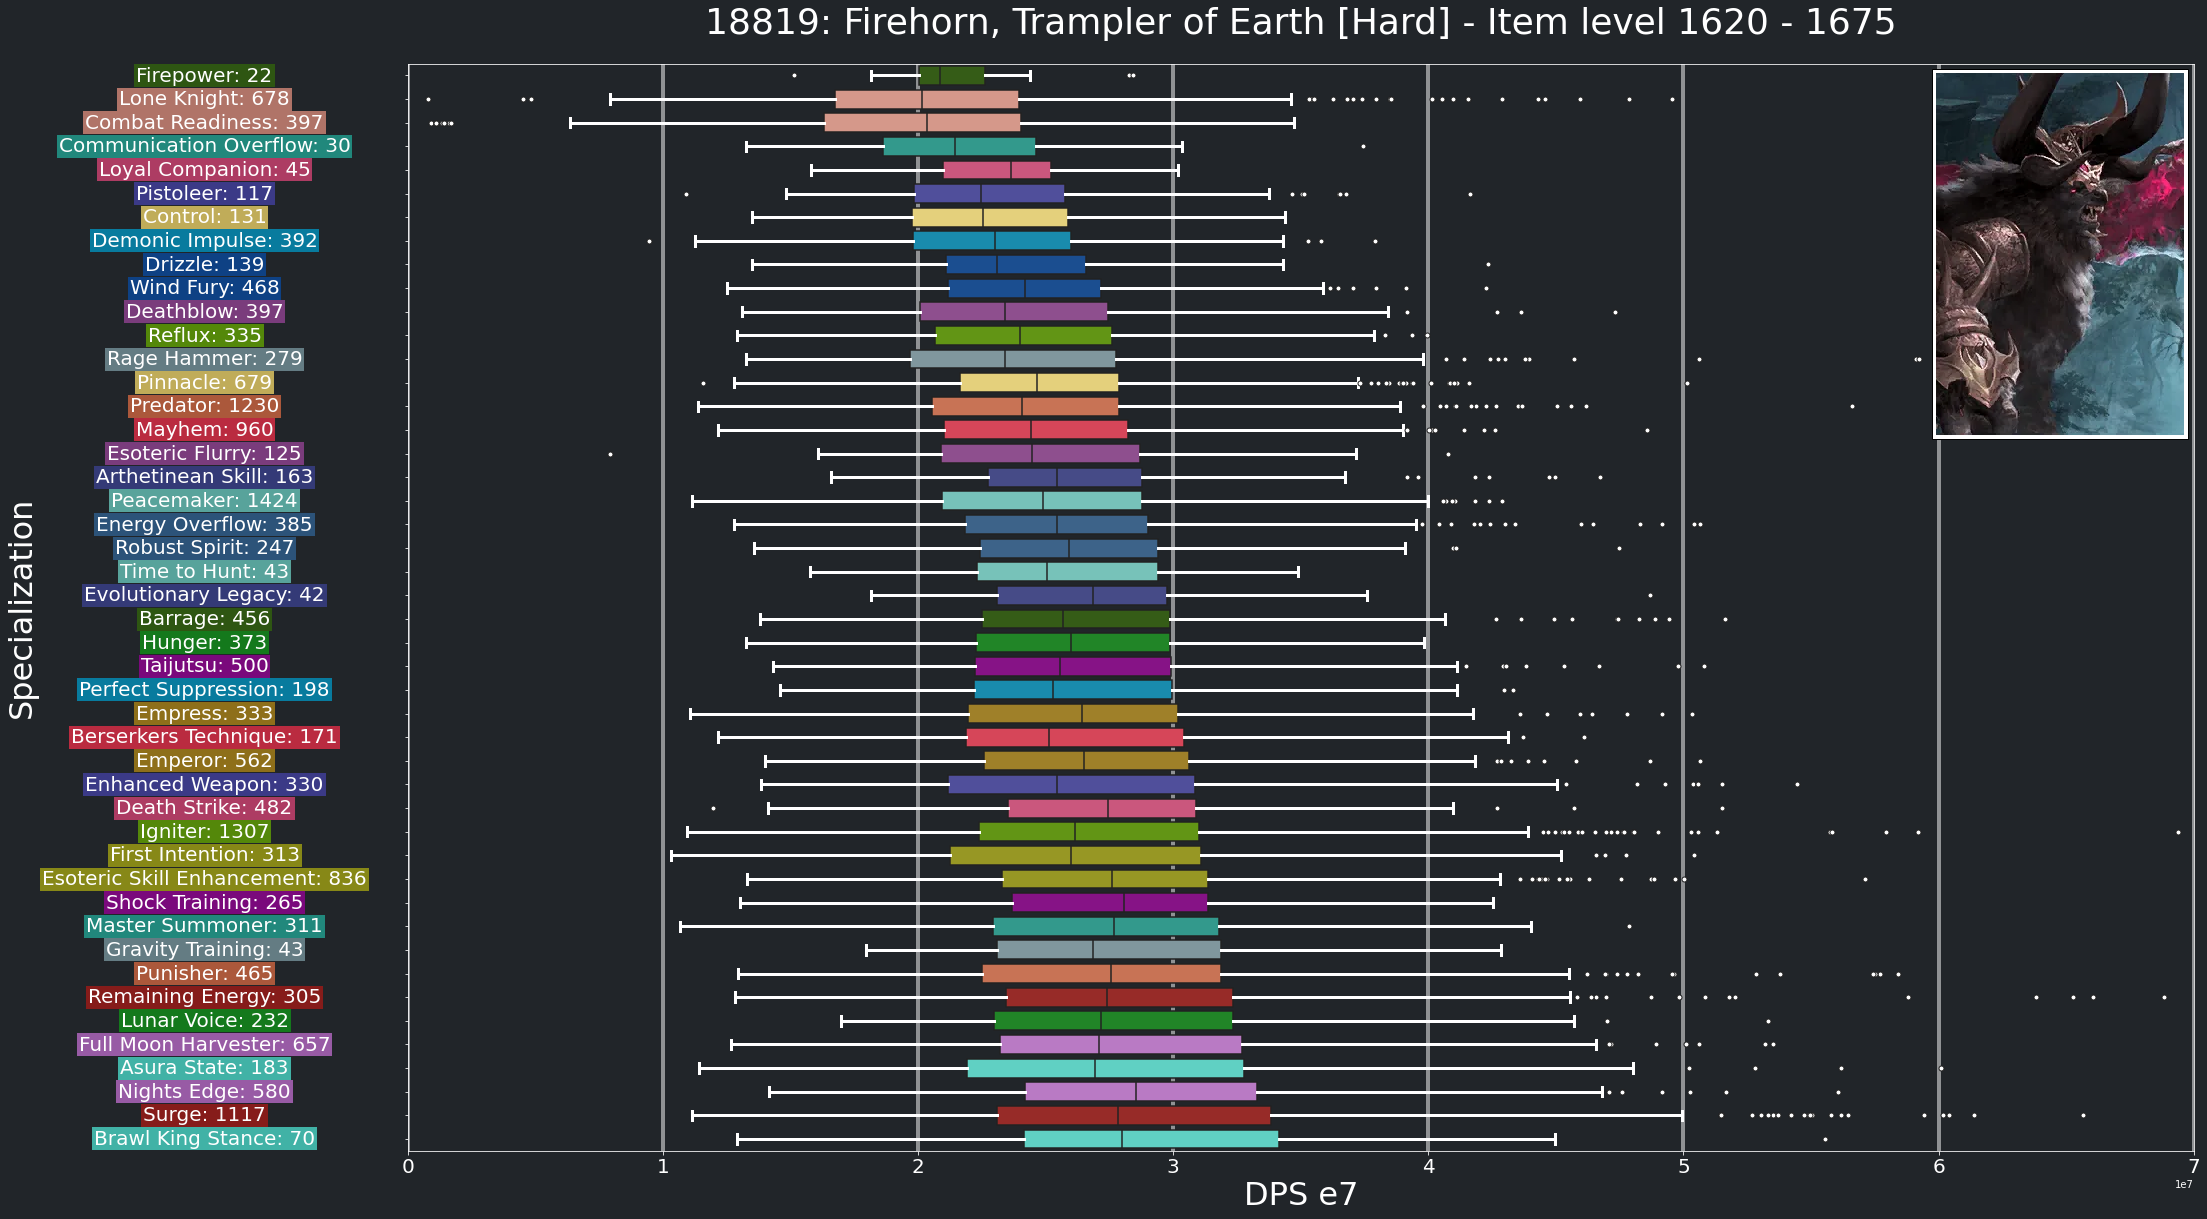 18819: Firehorn, Trampler of Earth [Hard] - Item level 1620 - 1675
Firepower: 22
Lone Knight: 678
Combat Readiness: 397
Communication Overflow: 30
Loyal Companion: 45
Pistoleer: 117
Control: 131
Demonic Impulse: 392
Drizzle: 139
Wind Fury: 468
Deathblow: 397
Reflux: 335
Rage Hammer: 279
Pinnacle: 679
Predator: 1230
Mayhem: 960
Esoteric Flurry: 125
Arthetinean Skill: 163
Peacemaker: 1424
Energy Overflow: 385
Robust Spirit: 247
Time to Hunt: 43
Evolutionary Legacy: 42
Barrage: 456
Hunger: 373
Taijutsu: 500
Perfect Suppression: 198
Empress: 333
Berserkers Technique: 171
Emperor: 562
Enhanced Weapon: 330
Death Strike: 482
Igniter: 1307
First Intention: 313
Esoteric Skill Enhancement: 836
Shock Training: 265
Master Summoner: 311
Gravity Training: 43
Punisher: 465
Remaining Energy: 305
Lunar Voice: 232
Full Moon Harvester: 657
Asura State: 183
Nights Edge: 580
Surge: 1117
Brawl King Stance: 70
Specialization
0 1 2 3 4 5 6 7
1e7
DPS e7